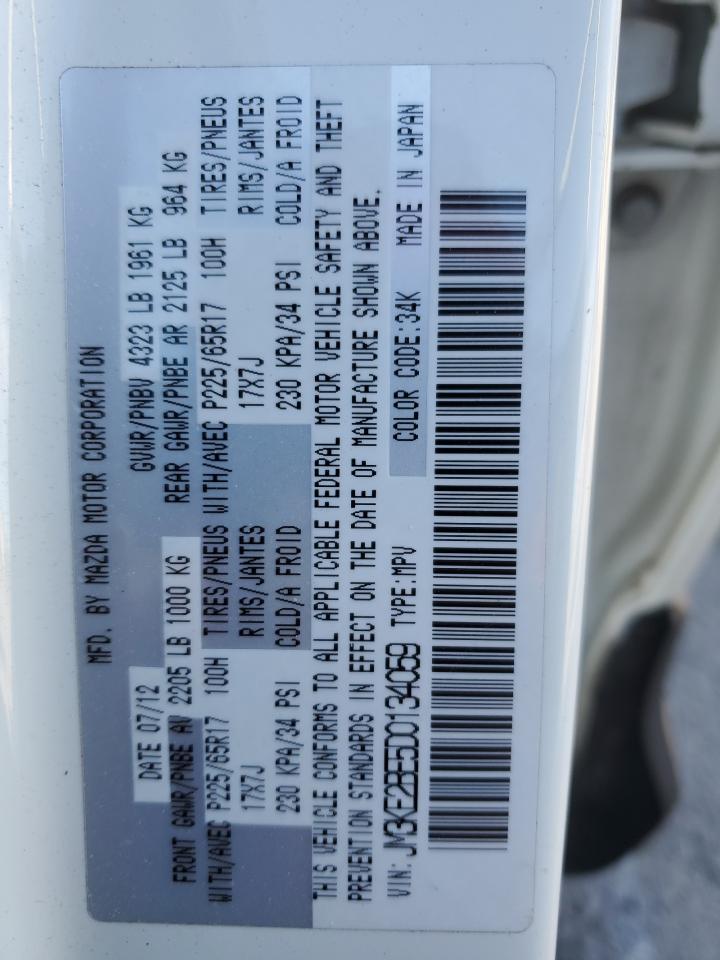 MFD. BY MAZDA MOTOR CORPORATION
DATE 07/12 GVWR/PNBV 4323 LB 1961 KG
FRONT GAWR/PNBE AV 2205 LB 1000 KG REAR GAWR/PNBE AR 2125 LB 964 KG
WITH/AVEC P225/65R17 100H TIRES/PNEUS WITH/AVEC P225/65R17 100H TIRES/PNEUS
17X7J RIMS/JANTES 17X7J RIMS/JANTES
230 KPA/34 PSI COLD/A FROID 230 KPA/34 PSI COLD/A FROID
THIS VEHICLE CONFORMS TO ALL APPLICABLE FEDERAL MOTOR VEHICLE SAFETY AND THEFT
PREVENTION STANDARDS IN EFFECT ON THE DATE OF MANUFACTURE SHOWN ABOVE.
VIN: JM3KE2BE5D0134059 TYPE:MPV COLOR CODE:34K MADE IN JAPAN